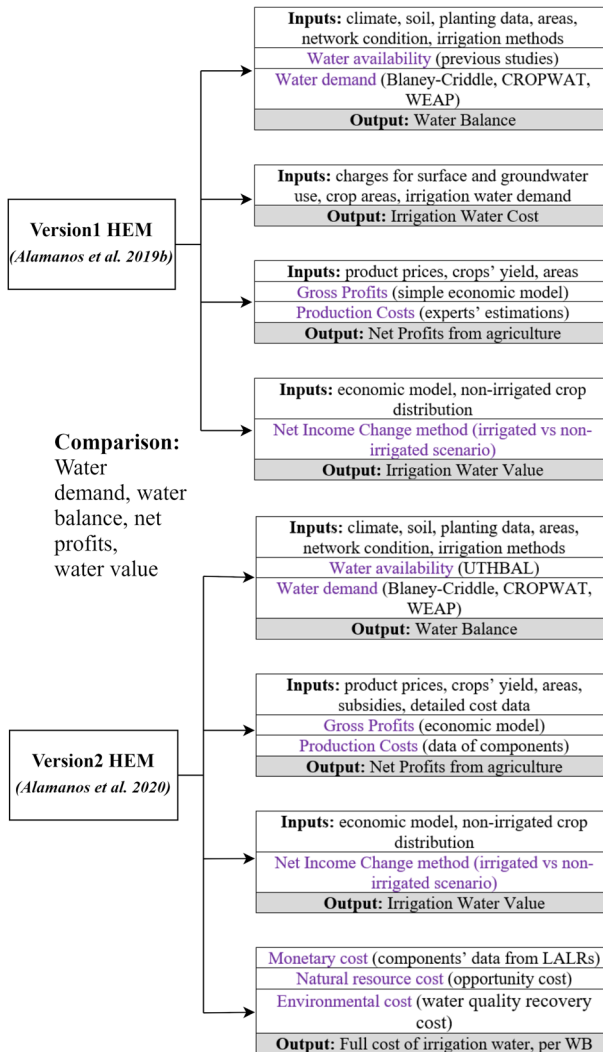 Inputs: climate, soil, planting data, areas,
network condition, irrigation methods
Water availability (previous studies)
Water demand (Blaney-Criddle, CROPWAT,
WEAP)
Output: Water Balance
Inputs: charges for surface and groundwater
use, crop areas, irrigation water demand
Output: Irrigation Water Cost
Version1 HEM
(Alamanos et al. 2019b)
Inputs: product prices, crops’ yield, areas
Gross Profits (simple economic model)
Production Costs (experts’ estimations)
Output: Net Profits from agriculture
Inputs: economic model, non-irrigated crop
distribution
Net Income Change method (irrigated vs non-
irrigated scenario)
Output: Irrigation Water Value
Comparison:
Water
demand, water
balance, net
profits,
water value
Inputs: climate, soil, planting data, areas,
network condition, irrigation methods
Water availability (UTHBAL)
Water demand (Blaney-Criddle, CROPWAT,
WEAP)
Output: Water Balance
Inputs: product prices, crops’ yield, areas,
subsidies, detailed cost data
Gross Profits (economic model)
Production Costs (data of components)
Output: Net Profits from agriculture
Version2 HEM
(Alamanos et al. 2020)
Inputs: economic model, non-irrigated crop
distribution
Net Income Change method (irrigated vs non-
irrigated scenario)
Output: Irrigation Water Value
Monetary cost (components’ data from LALRs)
Natural resource cost (opportunity cost)
Environmental cost (water quality recovery
cost)
Output: Full cost of irrigation water, per WB